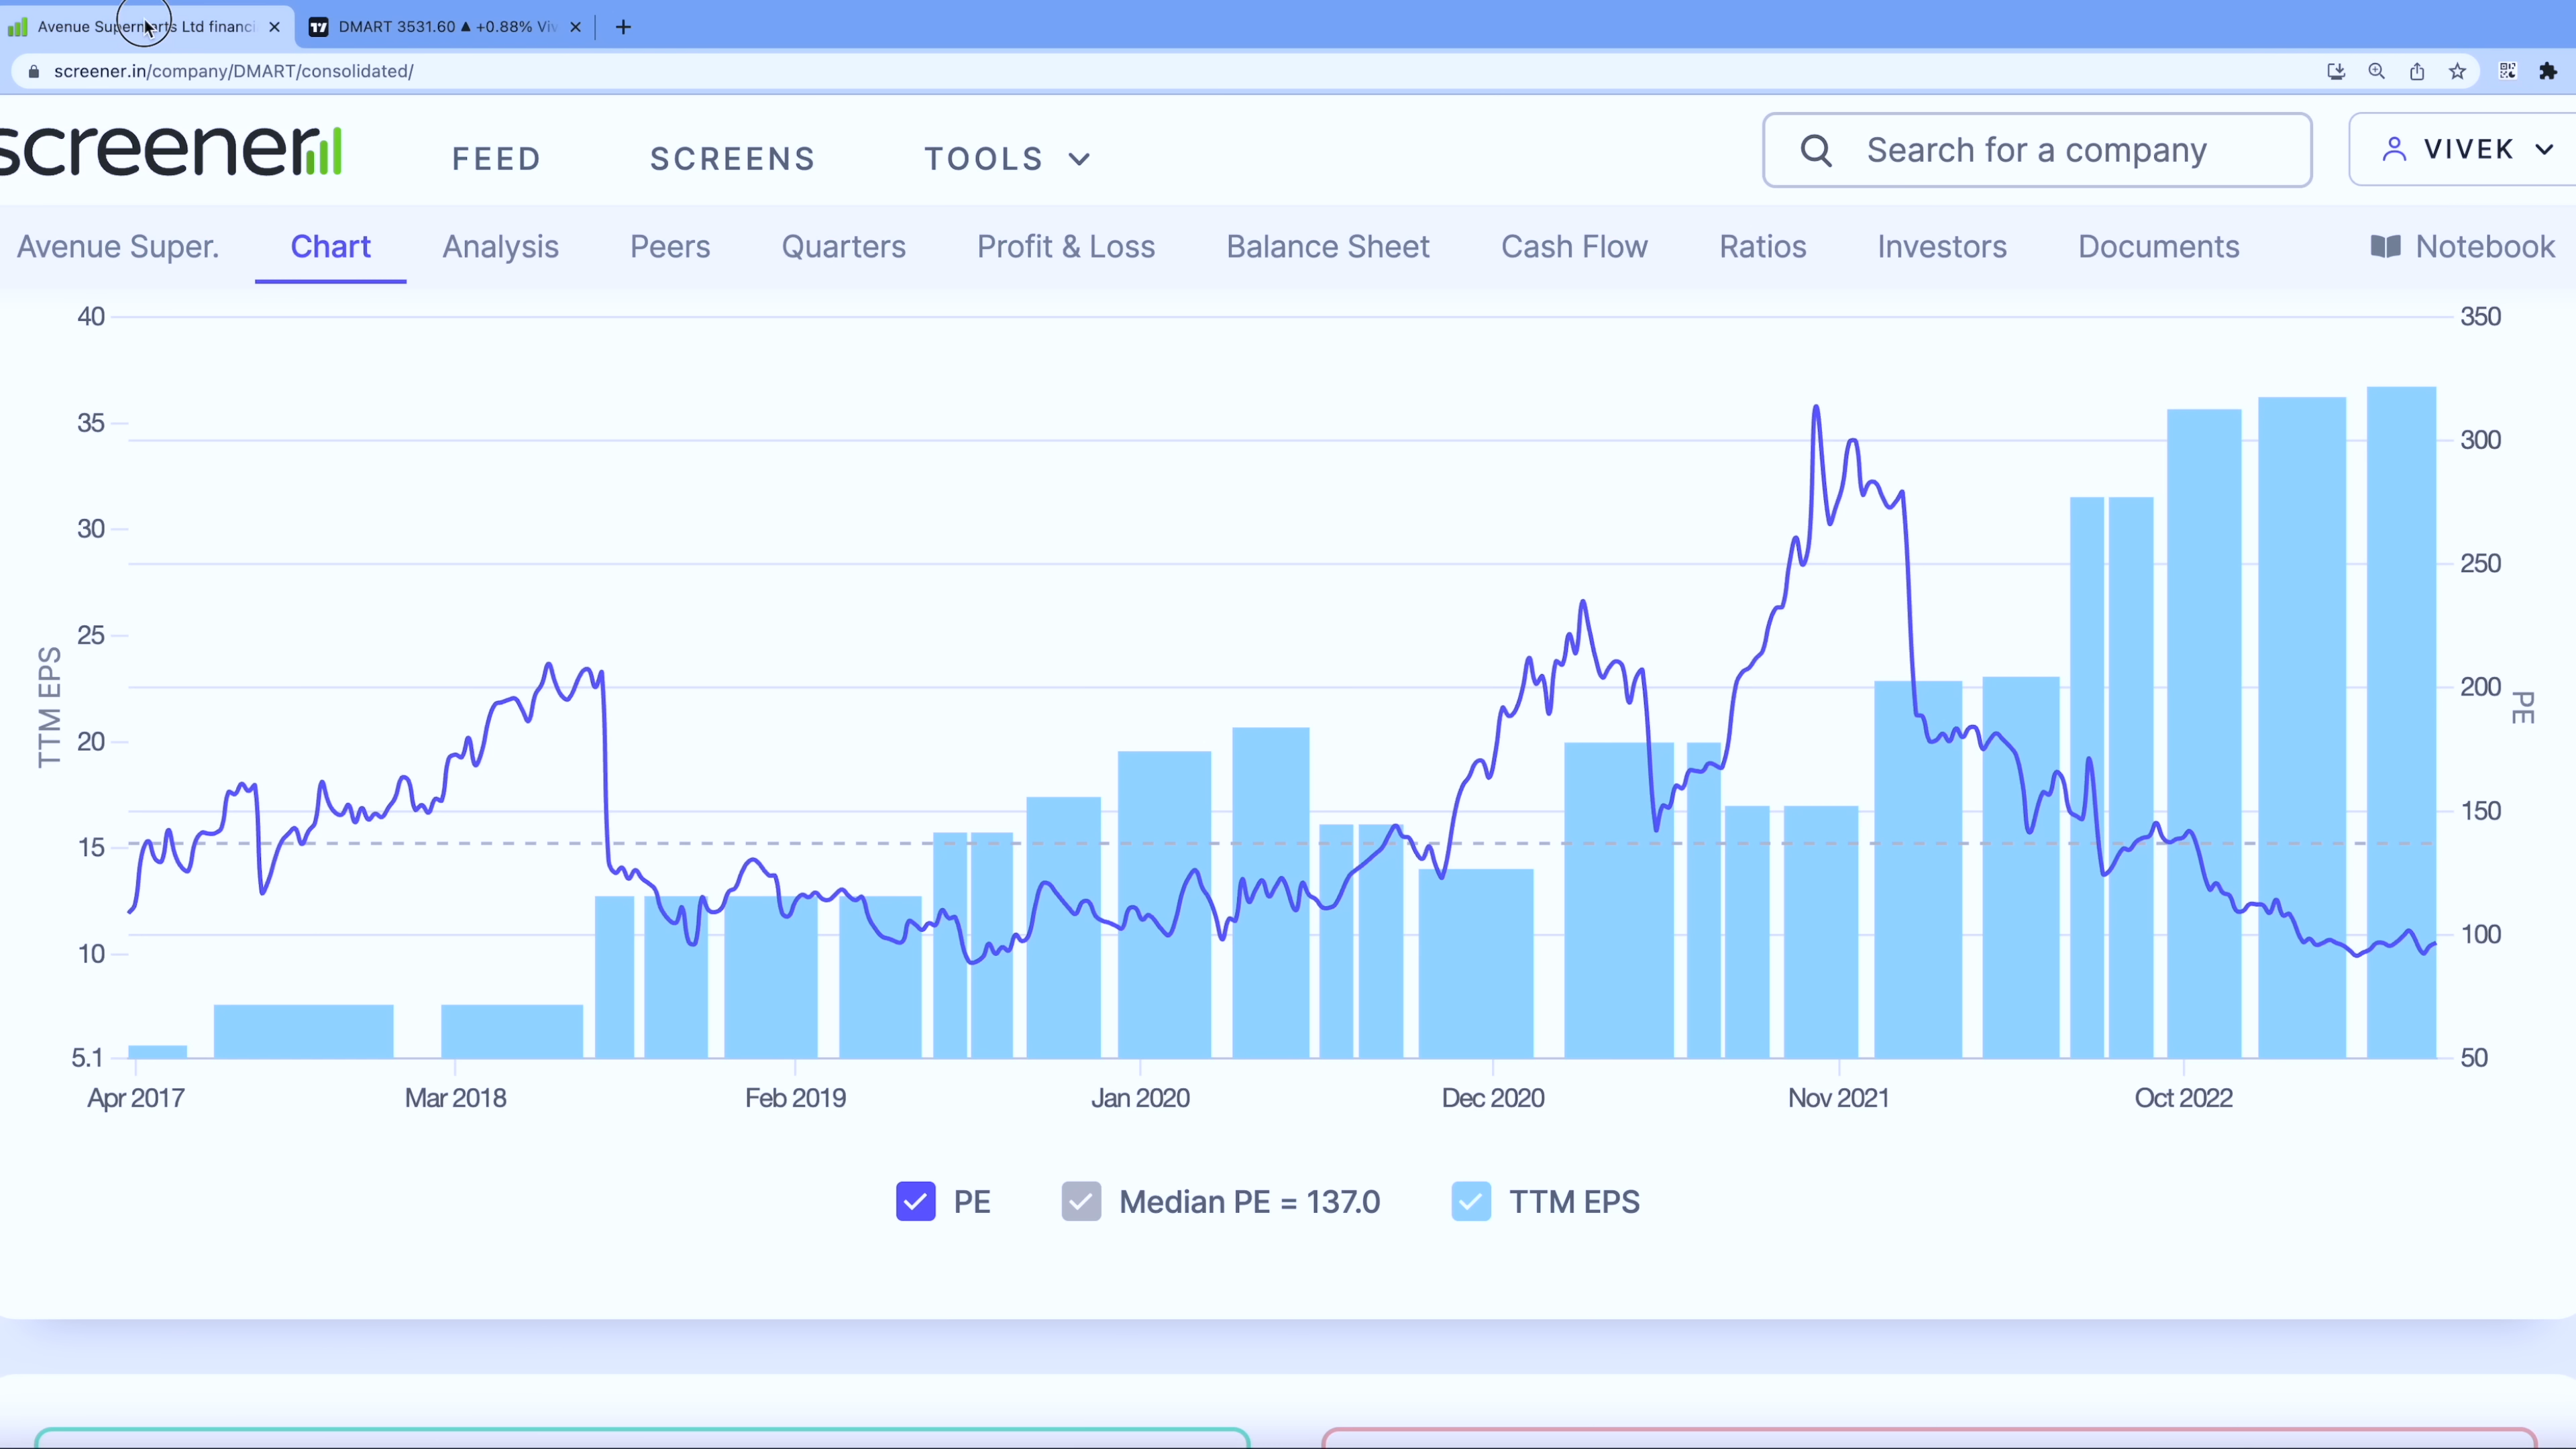 Avenue Supermarts Ltd financi
DMART 3531.60 ▲ +0.88% Viv
screener.in/company/DMART/consolidated/
screener
FEED
SCREENS
TOOLS
Search for a company
VIVEK
Avenue Super.
Chart
Analysis
Peers
Quarters
Profit & Loss
Balance Sheet
Cash Flow
Ratios
Investors
Documents
Notebook
40
35
30
25
20
15
10
5.1
TTM EPS
350
300
250
200
150
100
50
PE
Apr 2017
Mar 2018
Feb 2019
Jan 2020
Dec 2020
Nov 2021
Oct 2022
PE
Median PE = 137.0
TTM EPS